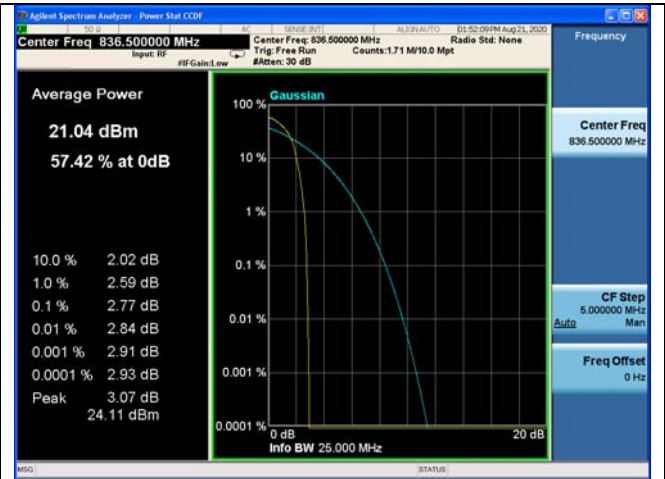 Agilent Spectrum Analyzer - Power Stat CCDF
50 Ω AC SENSE:INT ALIGN AUTO 01:52:09 PM Aug 21, 2020
Center Freq 836.500000 MHz
Input: RF
#IFGain:Low
Center Freq: 836.500000 MHz Radio Std: None
Trig: Free Run Counts:1.71 M/10.0 Mpt
#Atten: 30 dB
Frequency
Average Power
21.04 dBm
57.42 % at 0dB
10.0 % 2.02 dB
1.0 % 2.59 dB
0.1 % 2.77 dB
0.01 % 2.84 dB
0.001 % 2.91 dB
0.0001 % 2.93 dB
Peak 3.07 dB
24.11 dBm
Gaussian
100 %
10 %
1 %
0.1 %
0.01 %
0.001 %
0.0001 %
0 dB 20 dB
Info BW 25.000 MHz
Center Freq
836.500000 MHz
CF Step
5.000000 MHz
Auto Man
Freq Offset
0 Hz
MSG STATUS